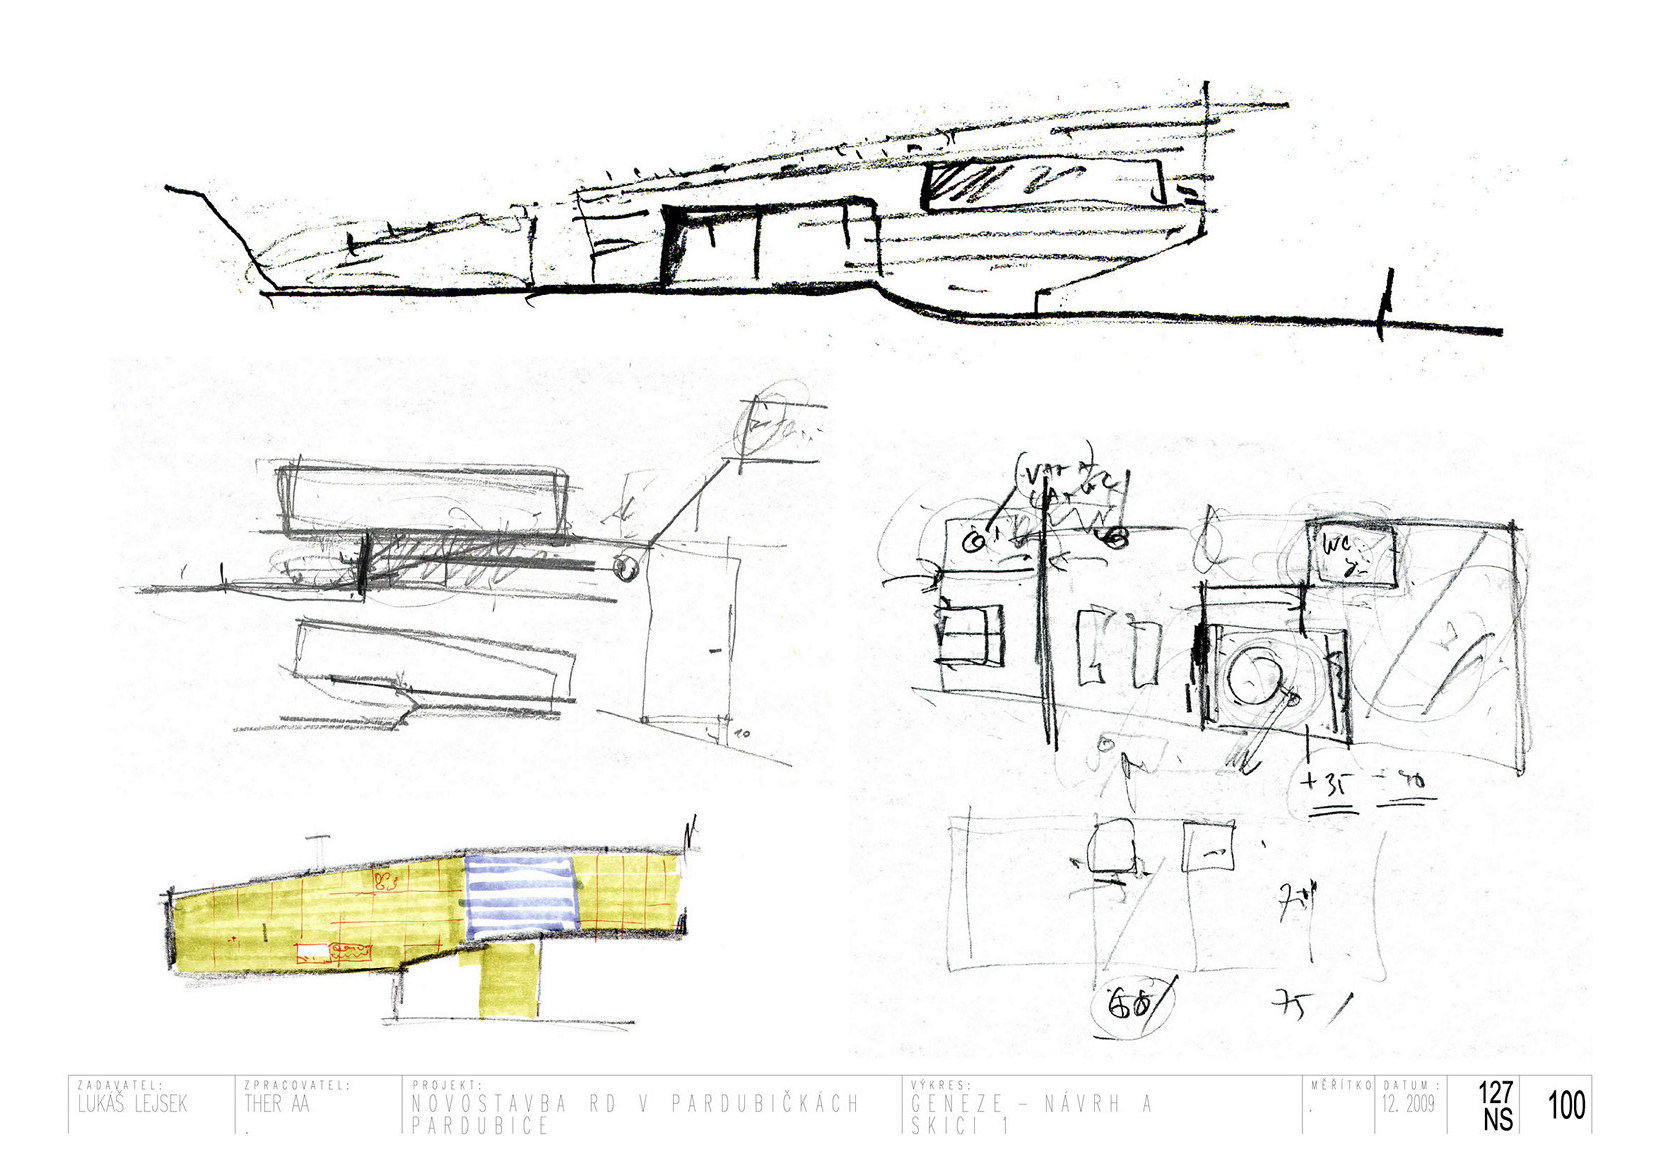 10
WC
+35 - 40
60
75
ZADAVATEL:
LUKÁŠ LEJSEK
ZPRACOVATEL:
THER AA
.
PROJEKT:
NOVOSTAVBA RD V PARDUBIČKÁCH
PARDUBICE
VÝKRES:
GENEZE – NÁVRH A
SKICI 1
MĚŘÍTKO
.
DATUM :
12. 2009
127
NS
100